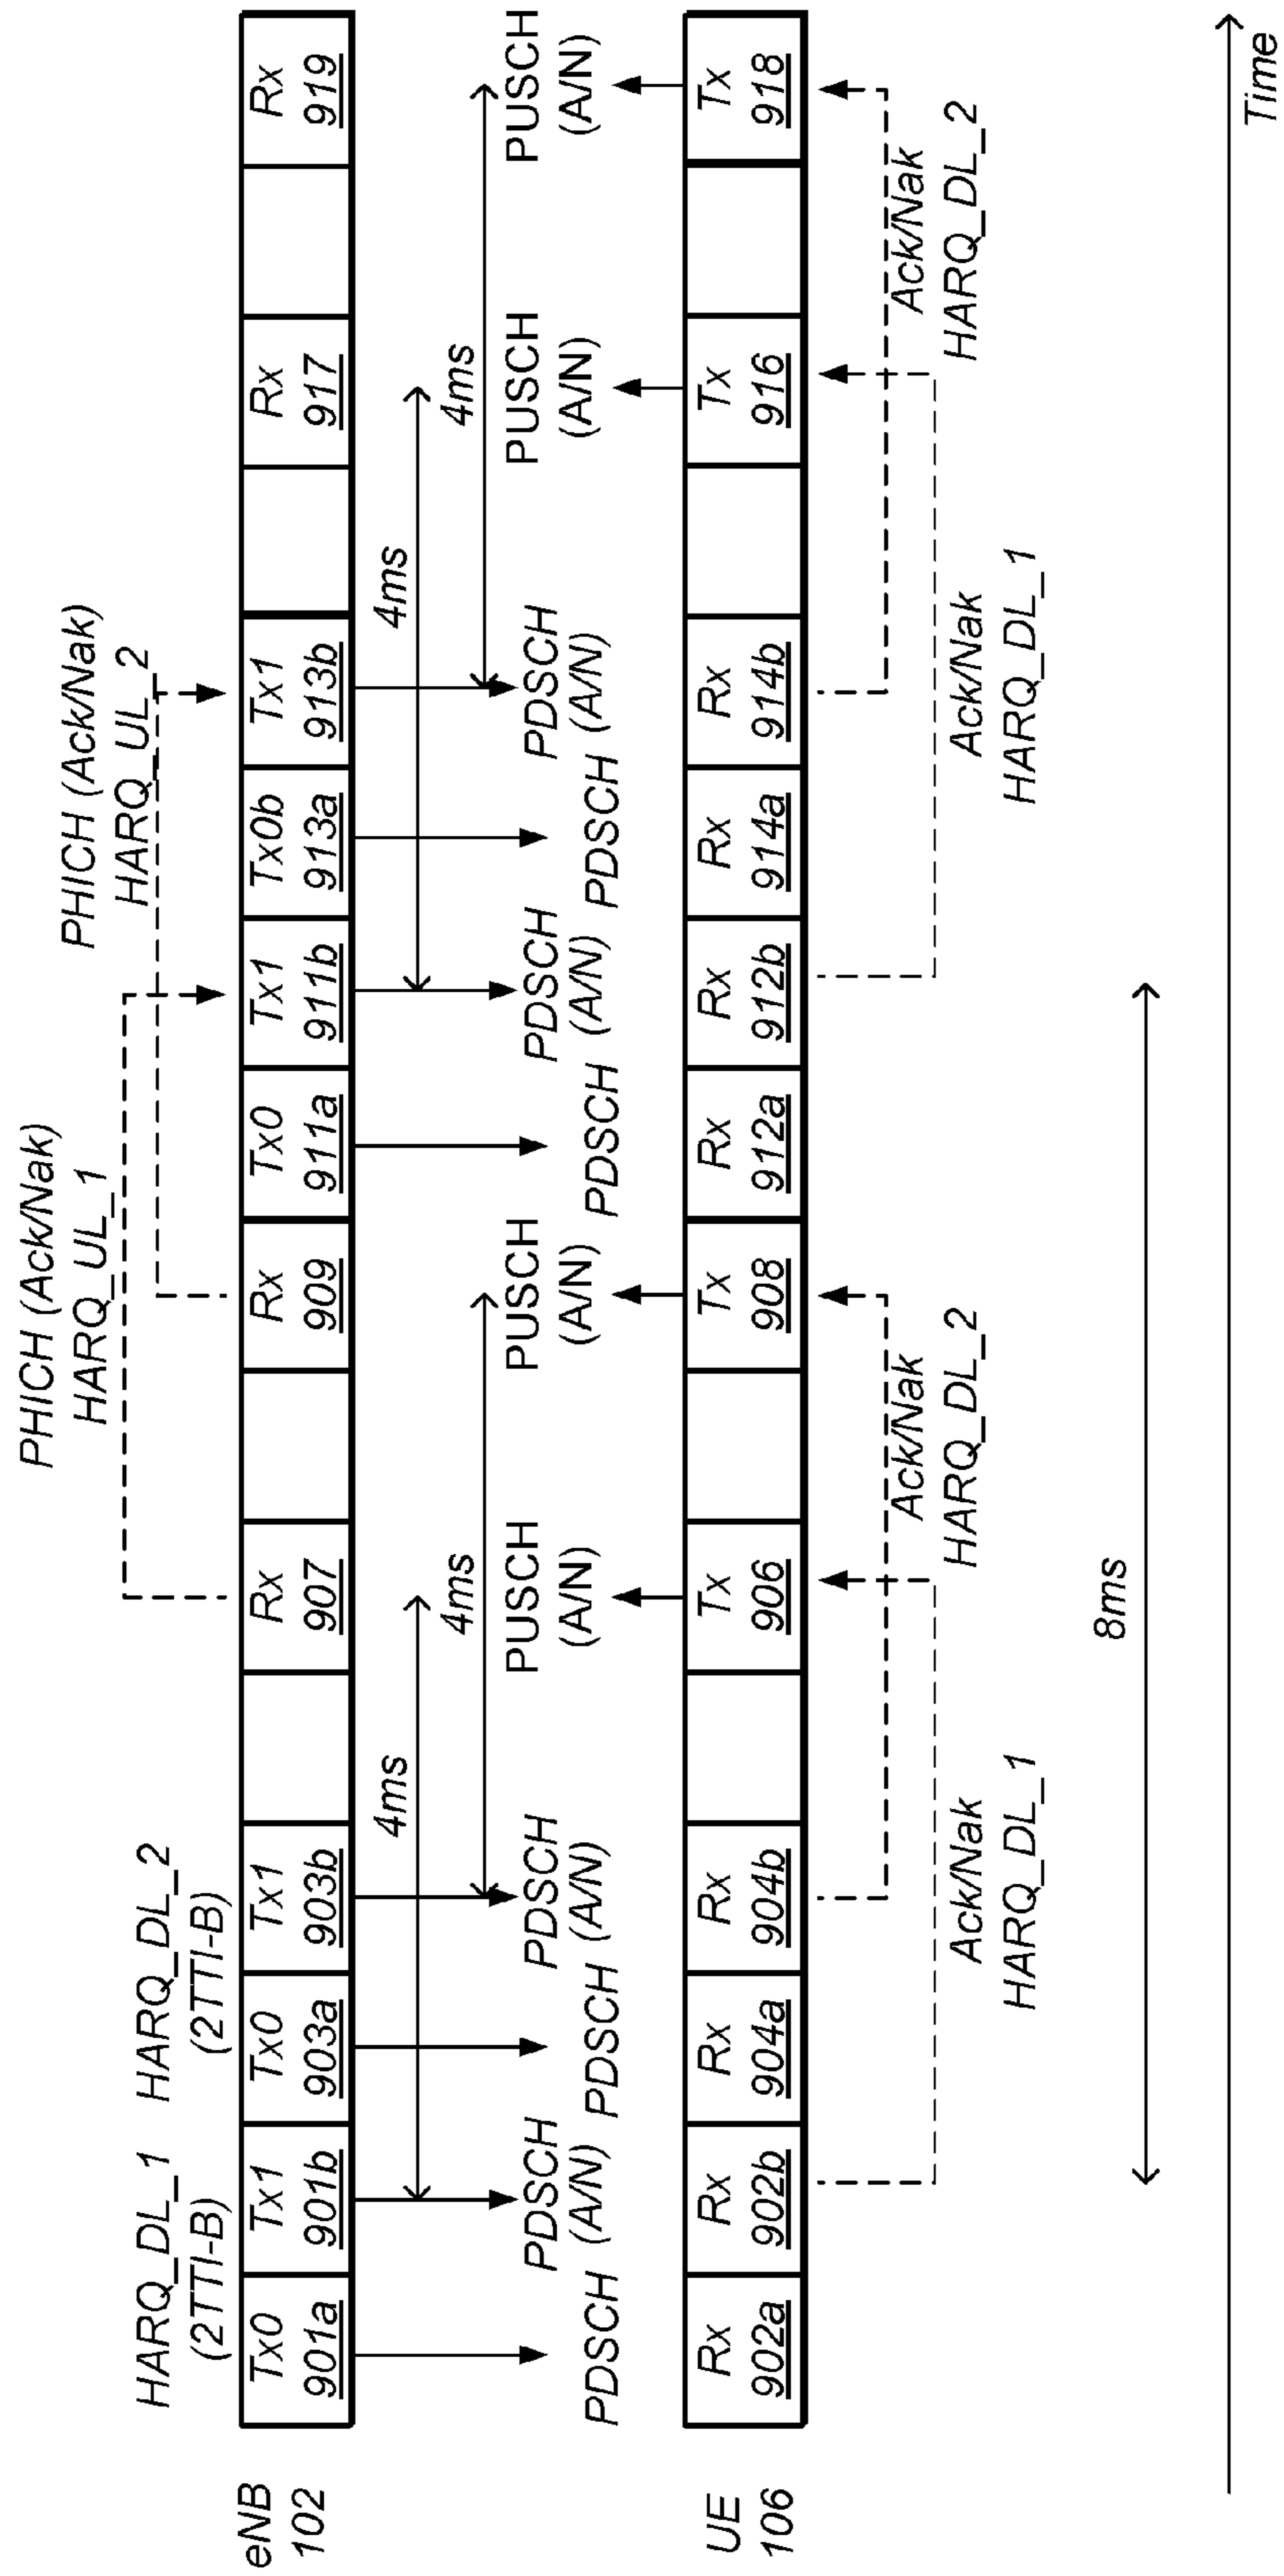 PHICH (Ack/Nak)
HARQ_UL_1
PHICH (Ack/Nak)
HARQ_UL_2
HARQ_DL_1
(2TTI-B)
HARQ_DL_2
(2TTI-B)
eNB
102
Tx0
901a
Tx1
901b
Tx0
903a
Tx1
903b
Rx
907
Rx
909
Tx0
911a
Tx1
911b
Tx0b
913a
Tx1
913b
Rx
917
Rx
919
4ms
4ms
4ms
4ms
PDSCH
PDSCH
(A/N)
PDSCH
PDSCH
(A/N)
PUSCH
(A/N)
PUSCH
(A/N)
PDSCH
PDSCH
(A/N)
PDSCH
PDSCH
(A/N)
PUSCH
(A/N)
PUSCH
(A/N)
UE
106
Rx
902a
Rx
902b
Rx
904a
Rx
904b
Tx
906
Tx
908
Rx
912a
Rx
912b
Rx
914a
Rx
914b
Tx
916
Tx
918
Ack/Nak
HARQ_DL_1
Ack/Nak
HARQ_DL_2
Ack/Nak
HARQ_DL_1
Ack/Nak
HARQ_DL_2
8ms
Time